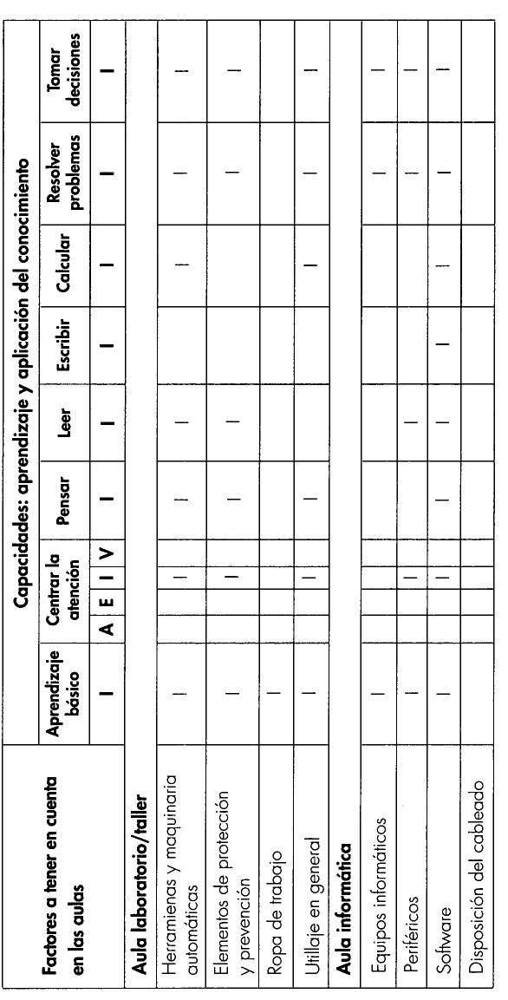 Capacidades: aprendizaje y aplicación del conocimiento
Factores a tener en cuenta
en las aulas
Aprendizaje
básico
Centrar la
atención
Pensar
Leer
Escribir
Calcular
Resolver
problemas
Tomar
decisiones
I A E I V I I I I I I
Aula laboratorio/taller
Herramienas y maquinaria
automáticas
I I I I I I I
Elementos de protección
y prevención
I I I I I I
Ropa de trabajo I
Utillaje en general I I I I I I
Aula informática
Equipos informáticos I I I
Periféricos I I I I I
Software I I I I I I I I
Disposición del cableado